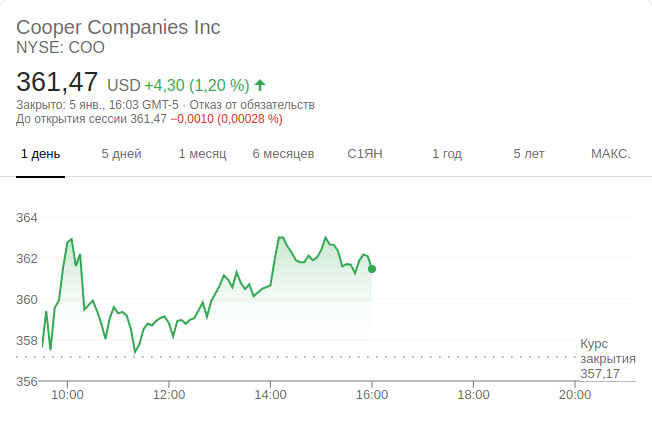 Cooper Companies Inc
NYSE: COO
361,47 USD +4,30 (1,20 %)
Закрыто: 5 янв., 16:03 GMT-5 · Отказ от обязательств
До открытия сессии 361,47 −0,0010 (0,00028 %)
1 день 5 дней 1 месяц 6 месяцев С1ЯН 1 год 5 лет МАКС.
364
362
360
358
356
Курс
закрытия
357,17
10:00 12:00 14:00 16:00 18:00 20:00